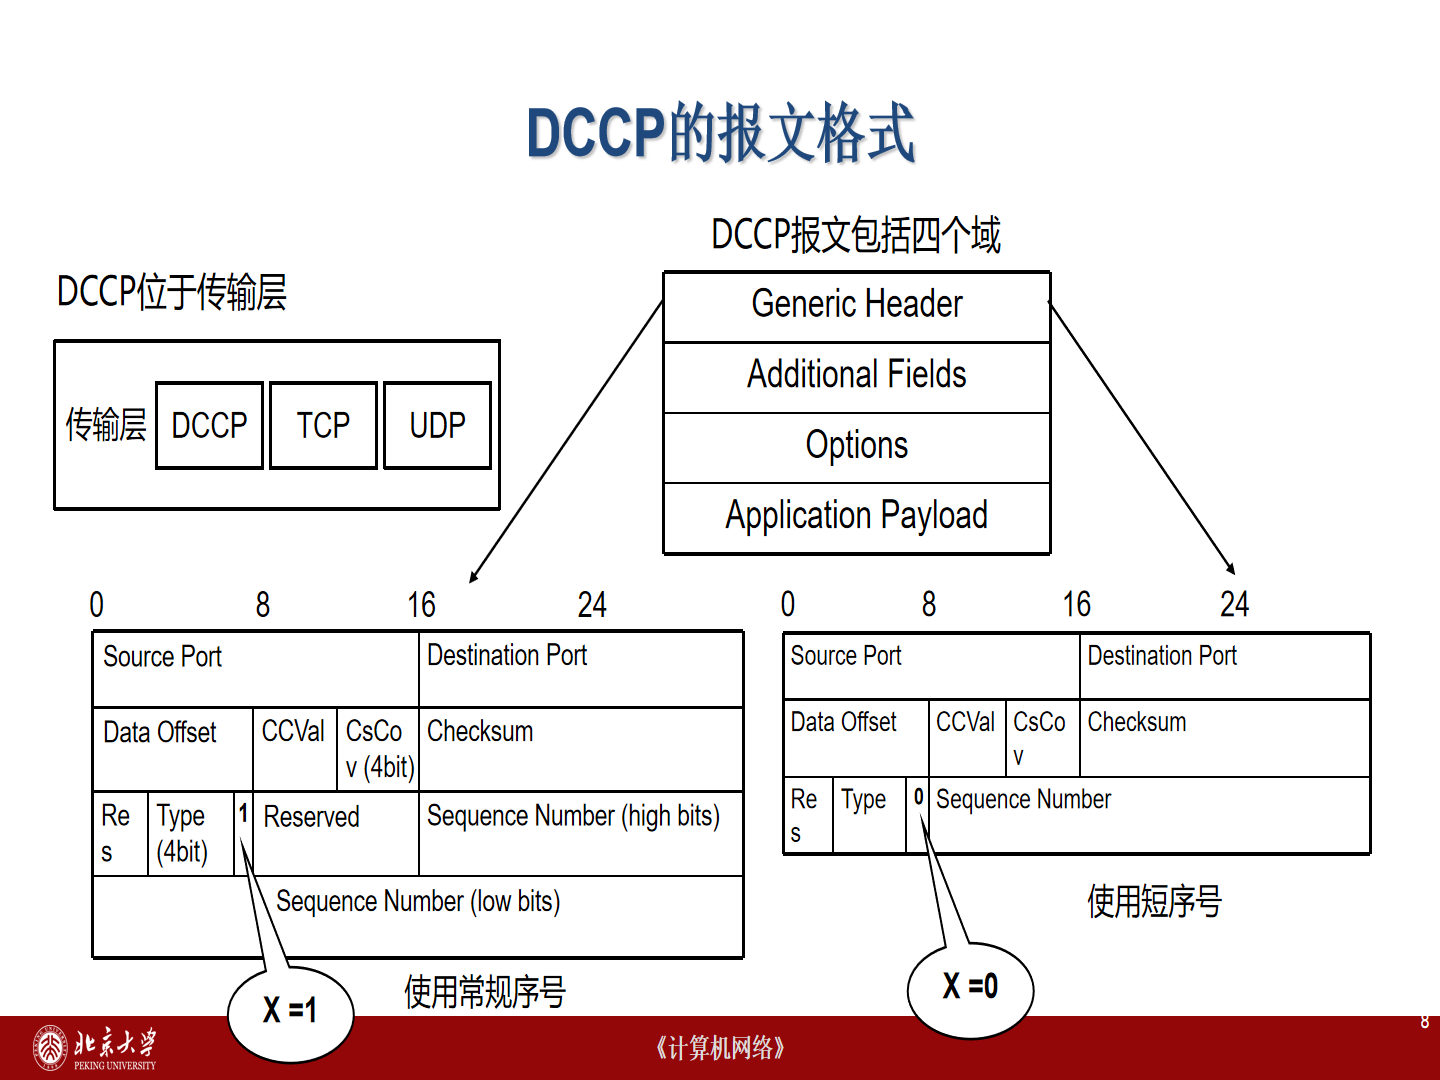 DCCP的报文格式
DCCP报文包括四个域
DCCP位于传输层
Generic Header
Additional Fields
Options
Application Payload
传输层
DCCP
TCP
UDP
0 8 16 24
Source Port
Destination Port
Data Offset
CCVal
CsCo
v (4bit)
Checksum
Re
s
Type
(4bit)
1
Reserved
Sequence Number (high bits)
Sequence Number (low bits)
X =1
使用常规序号
0 8 16 24
Source Port
Destination Port
Data Offset
CCVal
CsCo
v
Checksum
Re
s
Type
0
Sequence Number
使用短序号
X =0
北京大学
PEKING UNIVERSITY
《计算机网络》
8